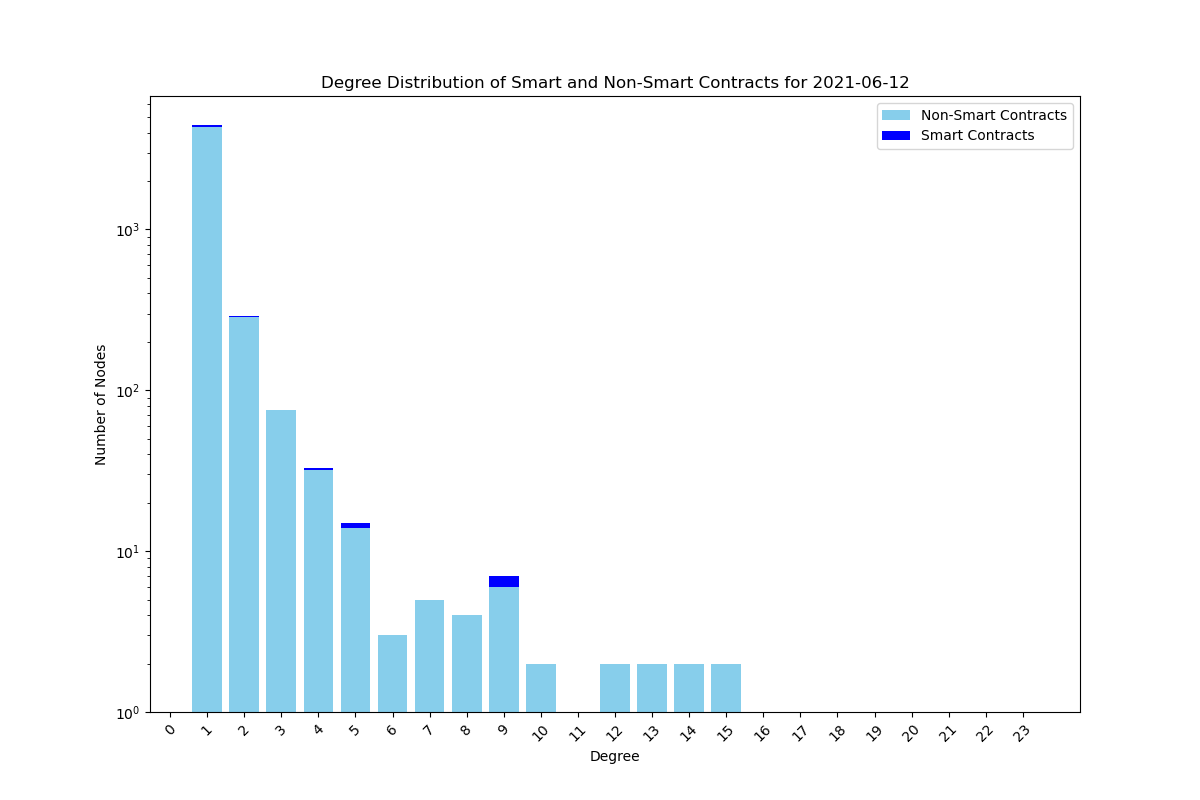 Degree Distribution of Smart and Non-Smart Contracts for 2021-06-12
Non-Smart Contracts
Smart Contracts
Number of Nodes
10³
10²
10¹
10⁰
0 1 2 3 4 5 6 7 8 9 10 11 12 13 14 15 16 17 18 19 20 21 22 23
Degree